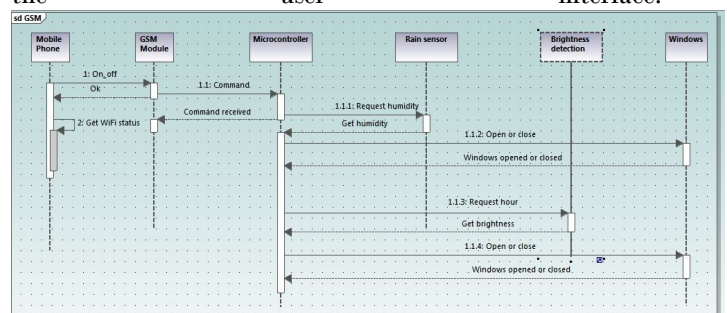 the user interface.
sd GSM
Mobile
Phone
GSM
Module
Microcontroller
Rain sensor
Brightness
detection
Windows
1: On_off
Ok
1.1: Command
1.1.1: Request humidity
Command received
2: Get WiFi status
Get humidity
1.1.2: Open or close
Windows opened or closed
1.1.3: Request hour
Get brightness
1.1.4: Open or close
Windows opened or closed